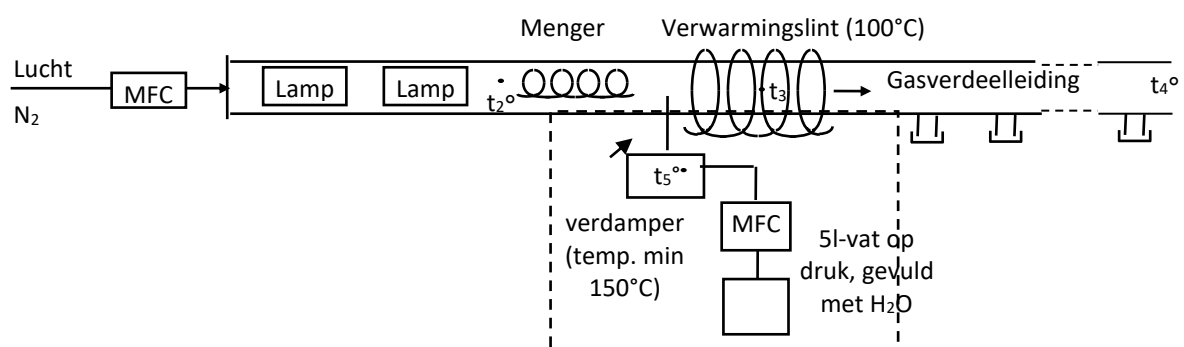 Menger
Verwarmingslint (100°C)
Lucht
N₂
MFC
Lamp
Lamp
t₂°
t₃
Gasverdeelleiding
t₄°
t₅°
verdamper
(temp. min
150°C)
MFC
5l-vat op
druk, gevuld
met H₂O